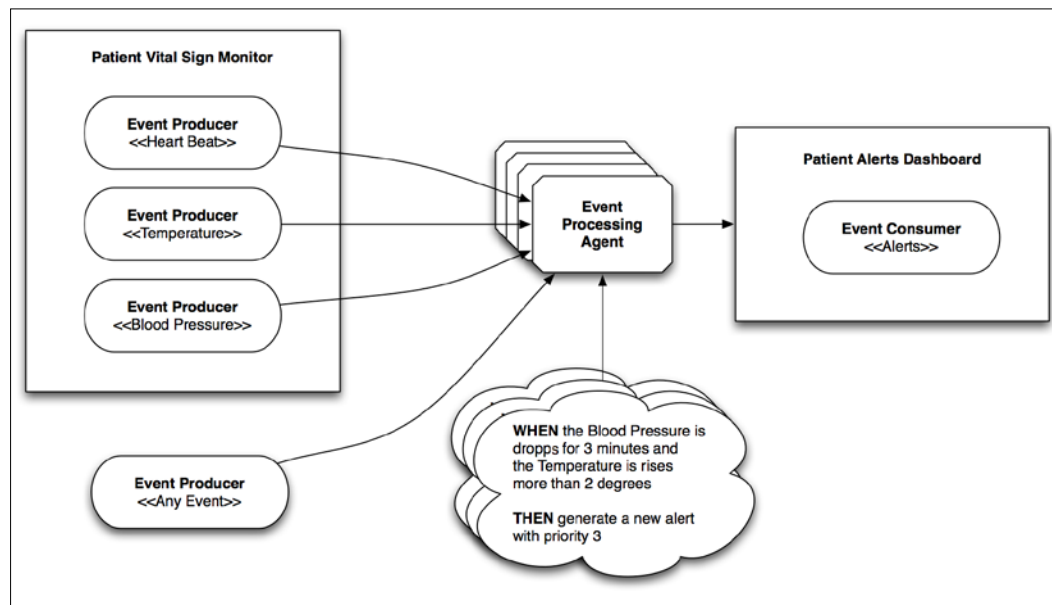 Patient Vital Sign Monitor
Event Producer
<<Heart Beat>>
Event Producer
<<Temperature>>
Event Producer
<<Blood Pressure>>
Event Producer
<<Any Event>>
Event
Processing
Agent
WHEN the Blood Pressure is
dropps for 3 minutes and
the Temperature is rises
more than 2 degrees
THEN generate a new alert
with priority 3
Patient Alerts Dashboard
Event Consumer
<<Alerts>>